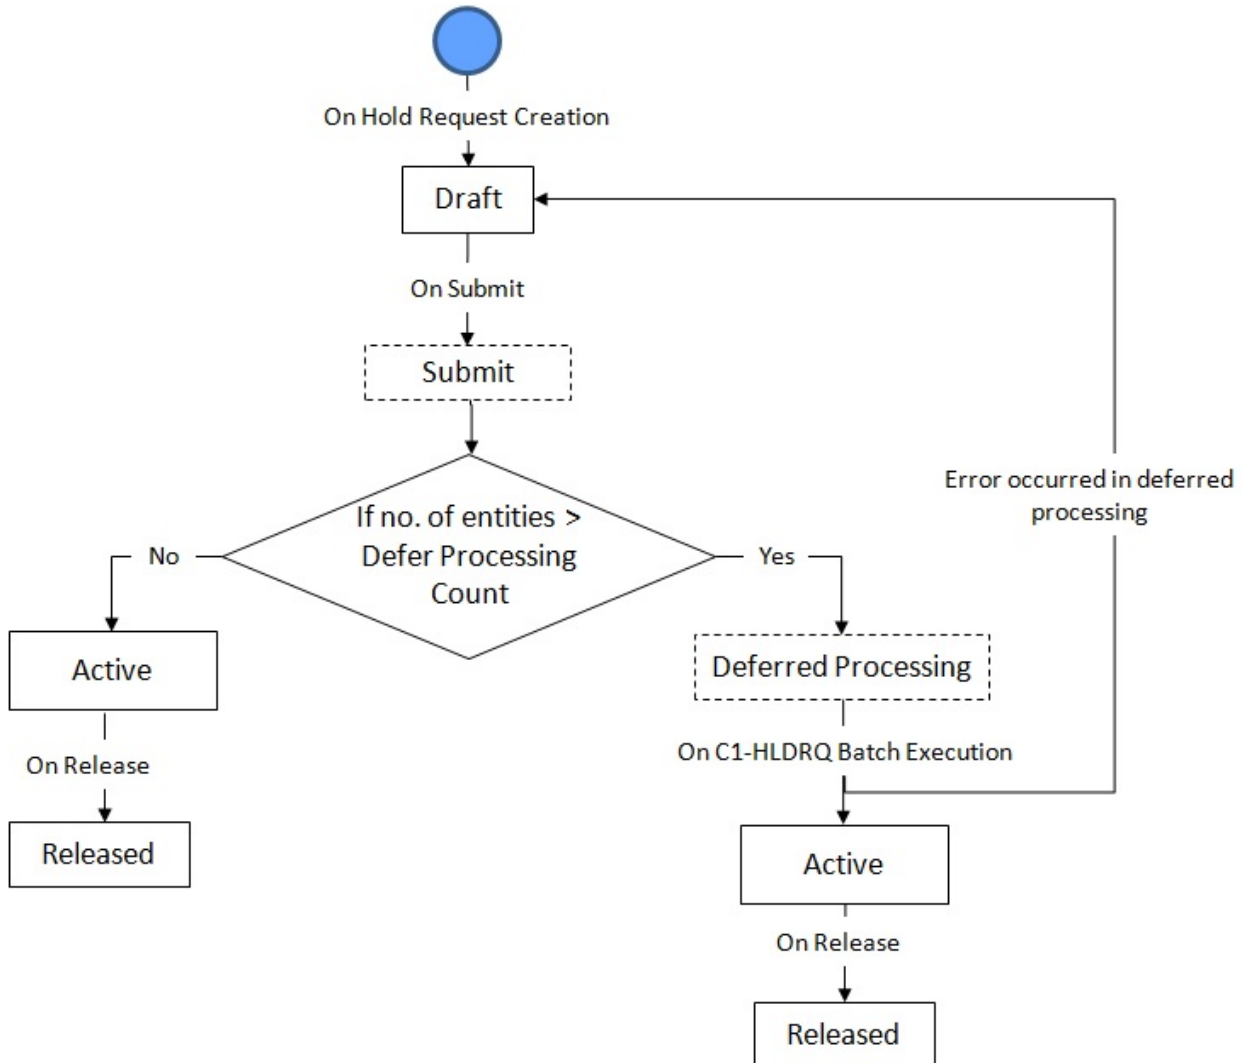 On Hold Request Creation
Draft
On Submit
Submit
If no. of entities >
Defer Processing
Count
No
Yes
Error occurred in deferred
processing
Active
On Release
Released
Deferred Processing
On C1-HLDRQ Batch Execution
Active
On Release
Released